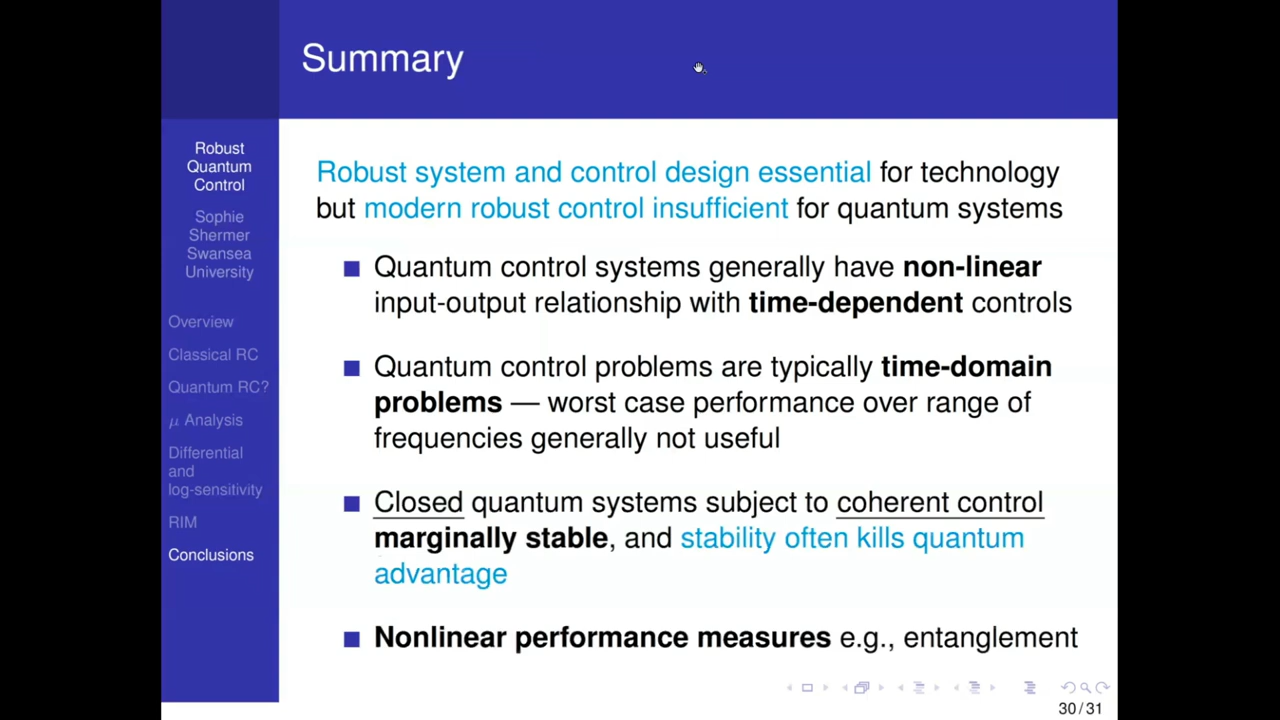 Summary
Robust
Quantum
Control
Sophie
Shermer
Swansea
University
Overview
Classical RC
Quantum RC?
μ Analysis
Differential
and
log-sensitivity
RIM
Conclusions
Robust system and control design essential for technology
but modern robust control insufficient for quantum systems
Quantum control systems generally have non-linear
input-output relationship with time-dependent controls
Quantum control problems are typically time-domain
problems — worst case performance over range of
frequencies generally not useful
Closed quantum systems subject to coherent control
marginally stable, and stability often kills quantum
advantage
Nonlinear performance measures e.g., entanglement
30/31